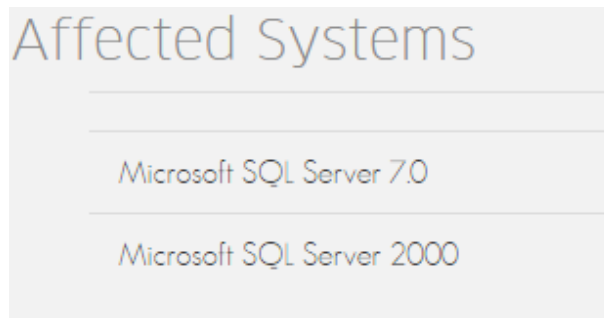 Affected Systems
Microsoft SQL Server 7.0
Microsoft SQL Server 2000